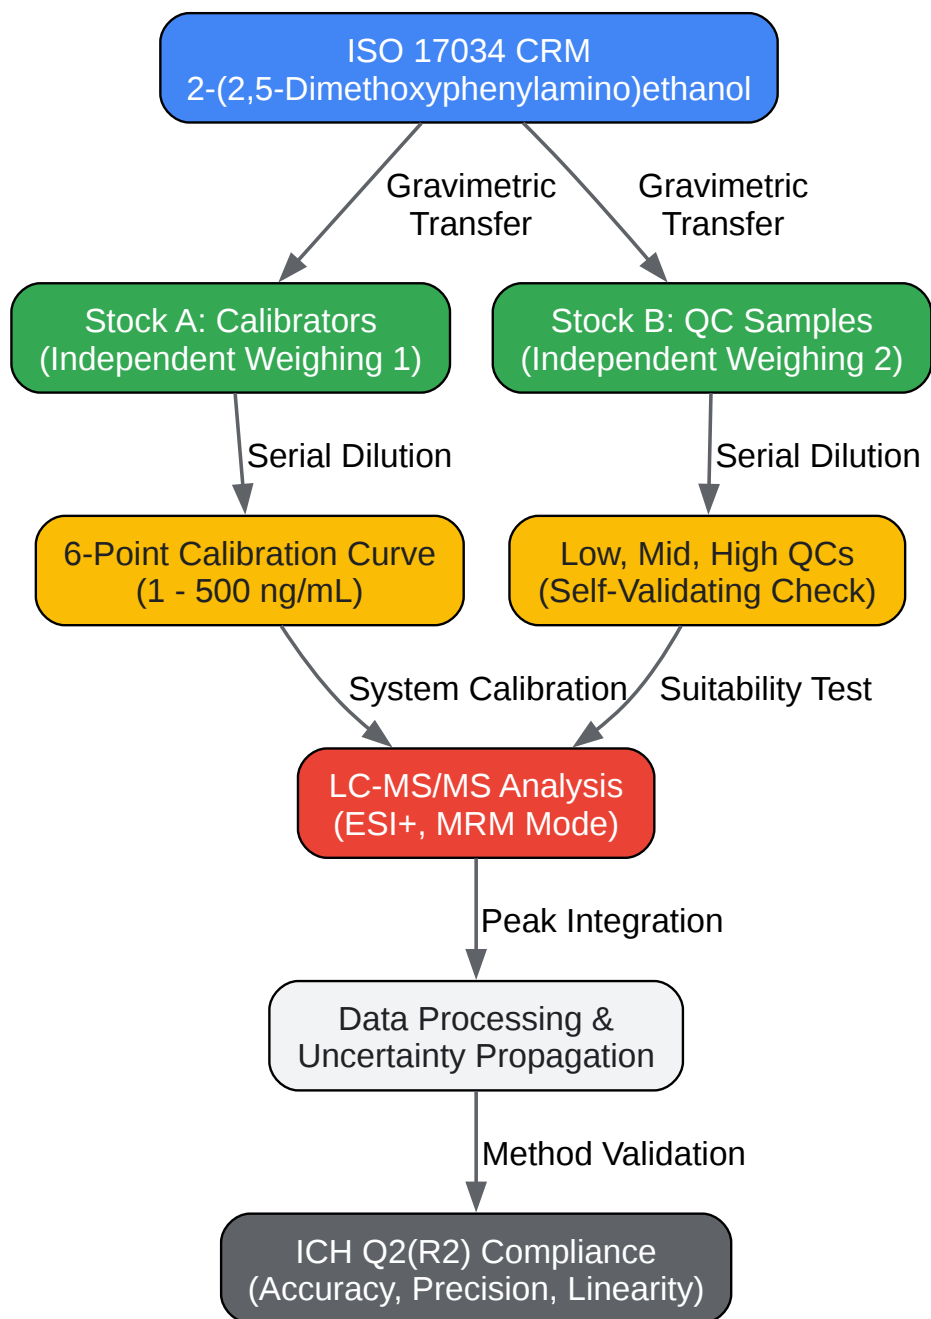 ISO 17034 CRM
2-(2,5-Dimethoxyphenylamino)ethanol
Gravimetric
Transfer
Gravimetric
Transfer
Stock A: Calibrators
(Independent Weighing 1)
Stock B: QC Samples
(Independent Weighing 2)
Serial Dilution
Serial Dilution
6-Point Calibration Curve
(1 - 500 ng/mL)
Low, Mid, High QCs
(Self-Validating Check)
System Calibration
Suitability Test
LC-MS/MS Analysis
(ESI+, MRM Mode)
Peak Integration
Data Processing &
Uncertainty Propagation
Method Validation
ICH Q2(R2) Compliance
(Accuracy, Precision, Linearity)